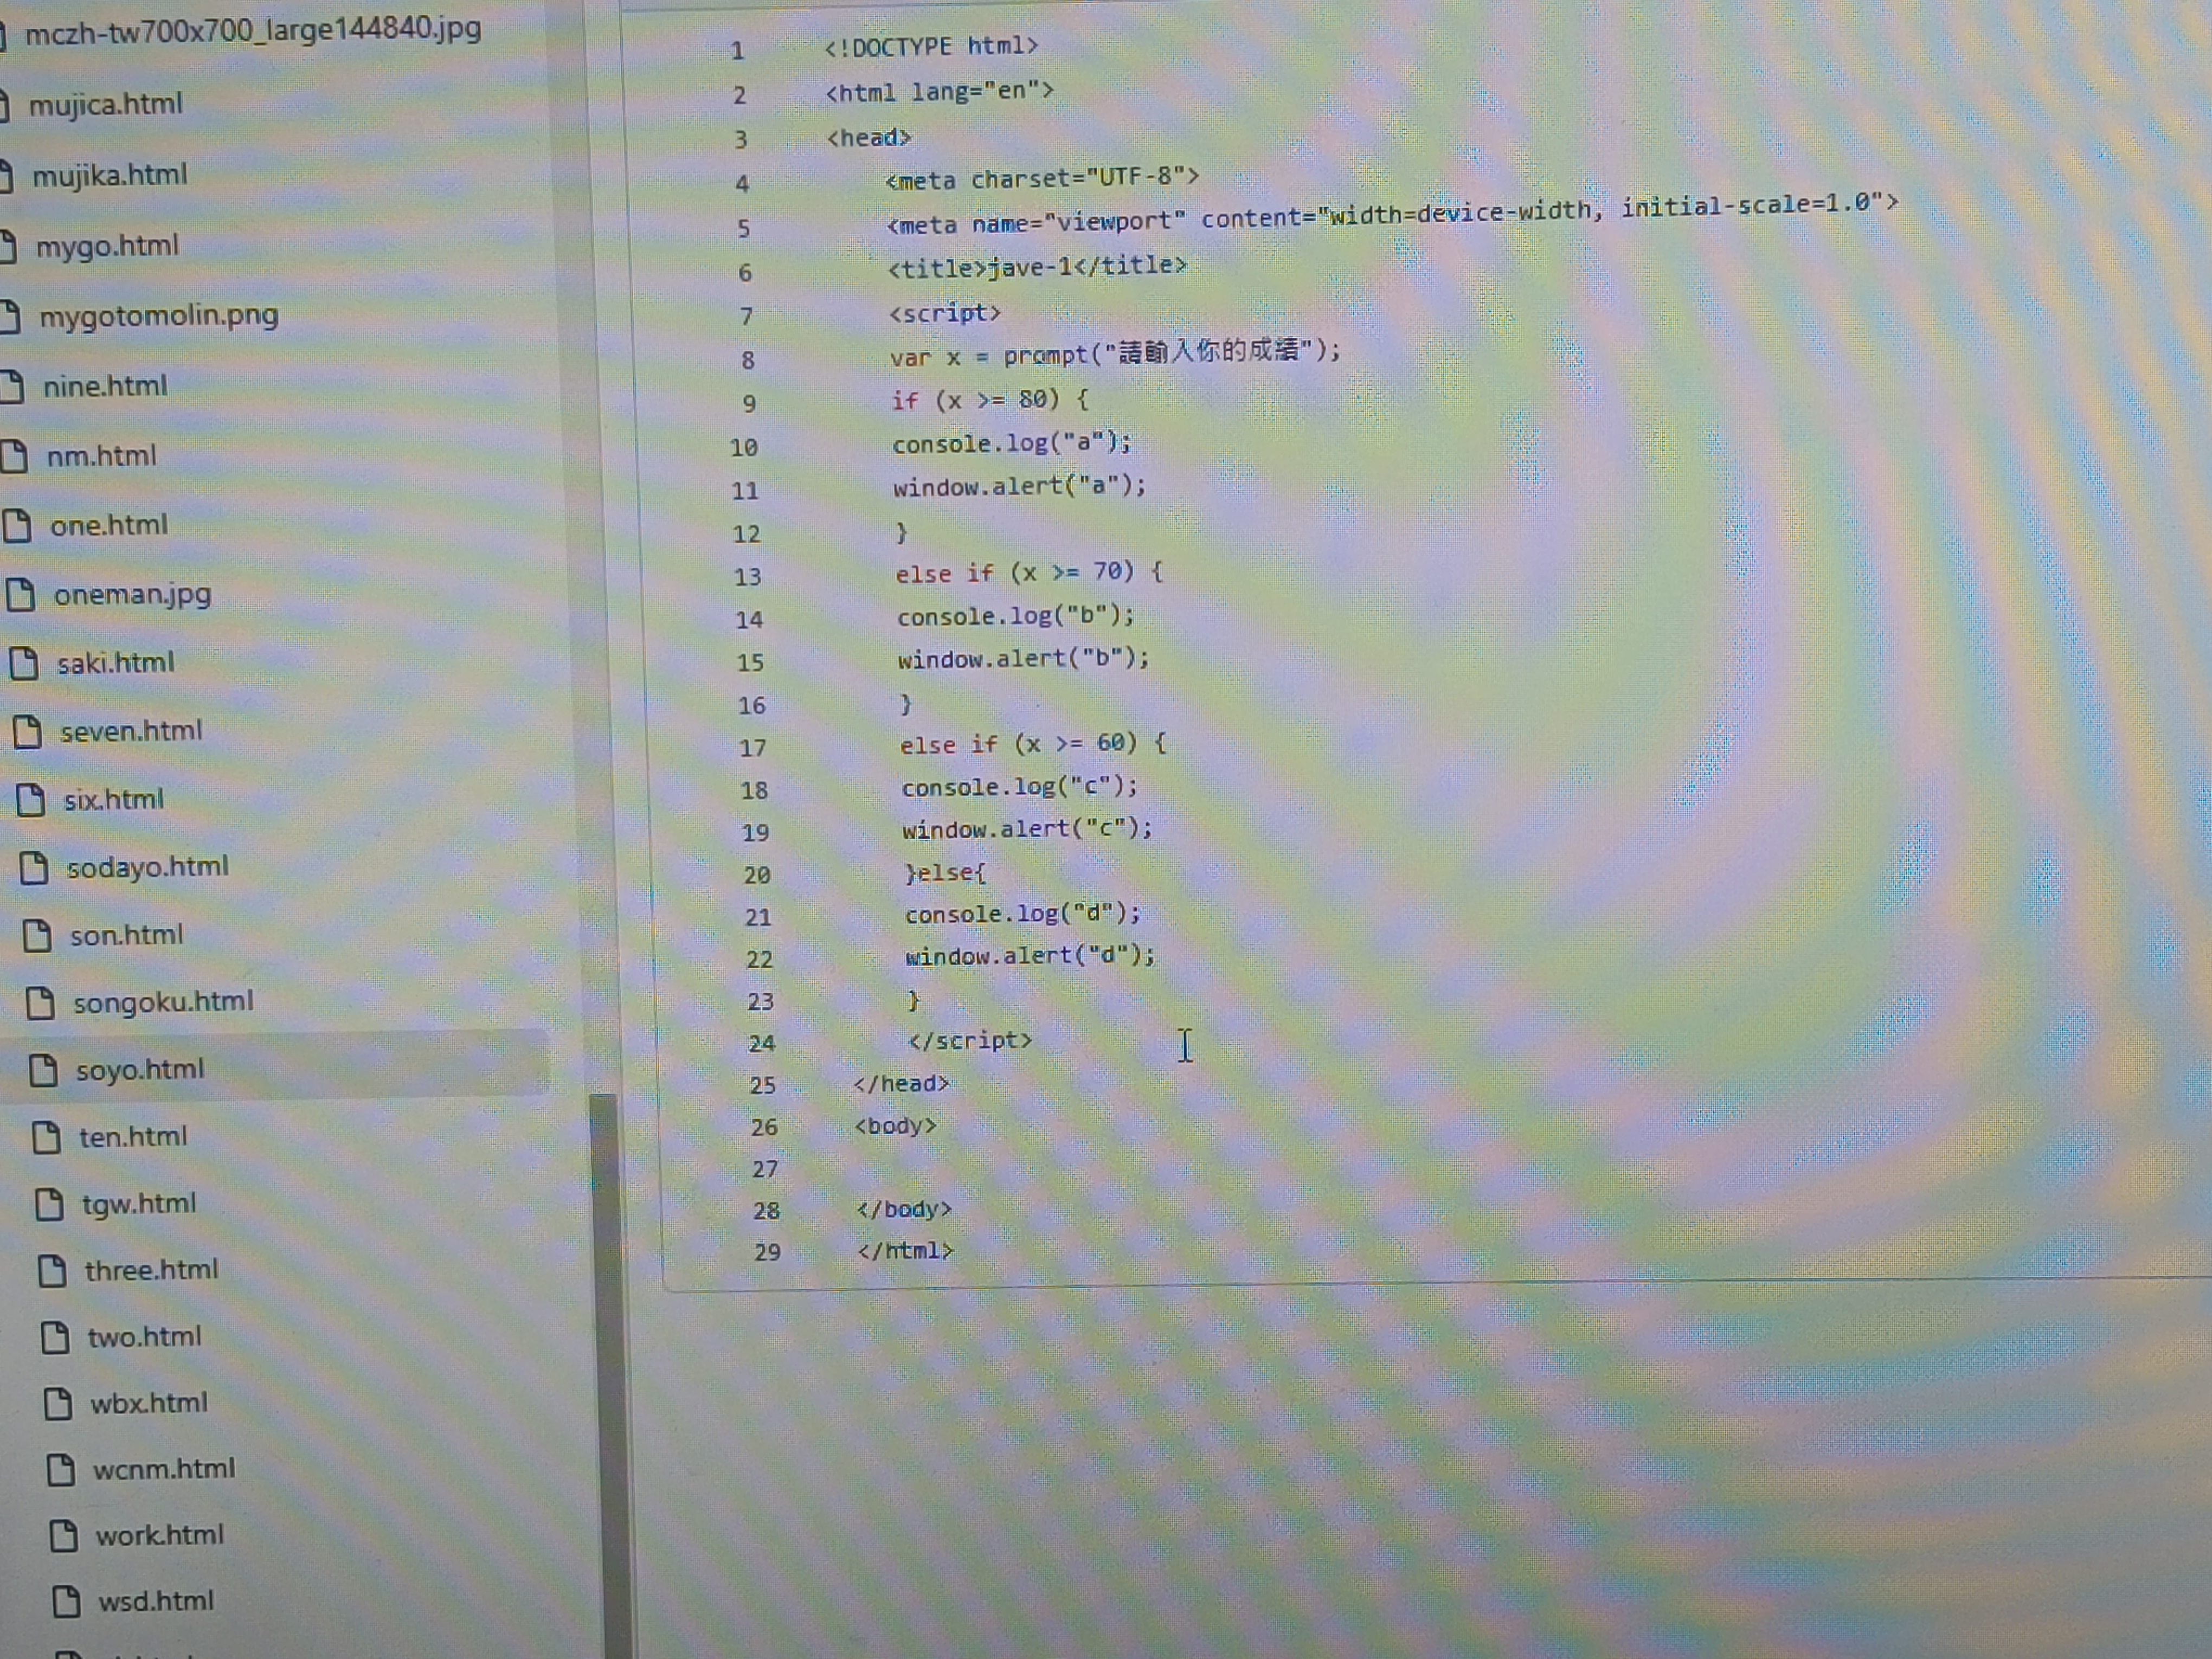 mczh-tw700x700_large144840.jpg
mujica.html
mujika.html
mygo.html
mygotomolin.png
nine.html
nm.html
one.html
oneman.jpg
saki.html
seven.html
six.html
sodayo.html
son.html
songoku.html
soyo.html
ten.html
tgw.html
three.html
two.html
wbx.html
wcnm.html
work.html
wsd.html
1 <!DOCTYPE html>
2 <html lang="en">
3 <head>
4 <meta charset="UTF-8">
5 <meta name="viewport" content="width=device-width, initial-scale=1.0">
6 <title>jave-1</title>
7 <script>
8 var x = prompt("請輸入你的成績");
9 if (x >= 80) {
10 console.log("a");
11 window.alert("a");
12 }
13 else if (x >= 70) {
14 console.log("b");
15 window.alert("b");
16 }
17 else if (x >= 60) {
18 console.log("c");
19 window.alert("c");
20 }else{
21 console.log("d");
22 window.alert("d");
23 }
24 </script>
25 </head>
26 <body>
27
28 </body>
29 </html>